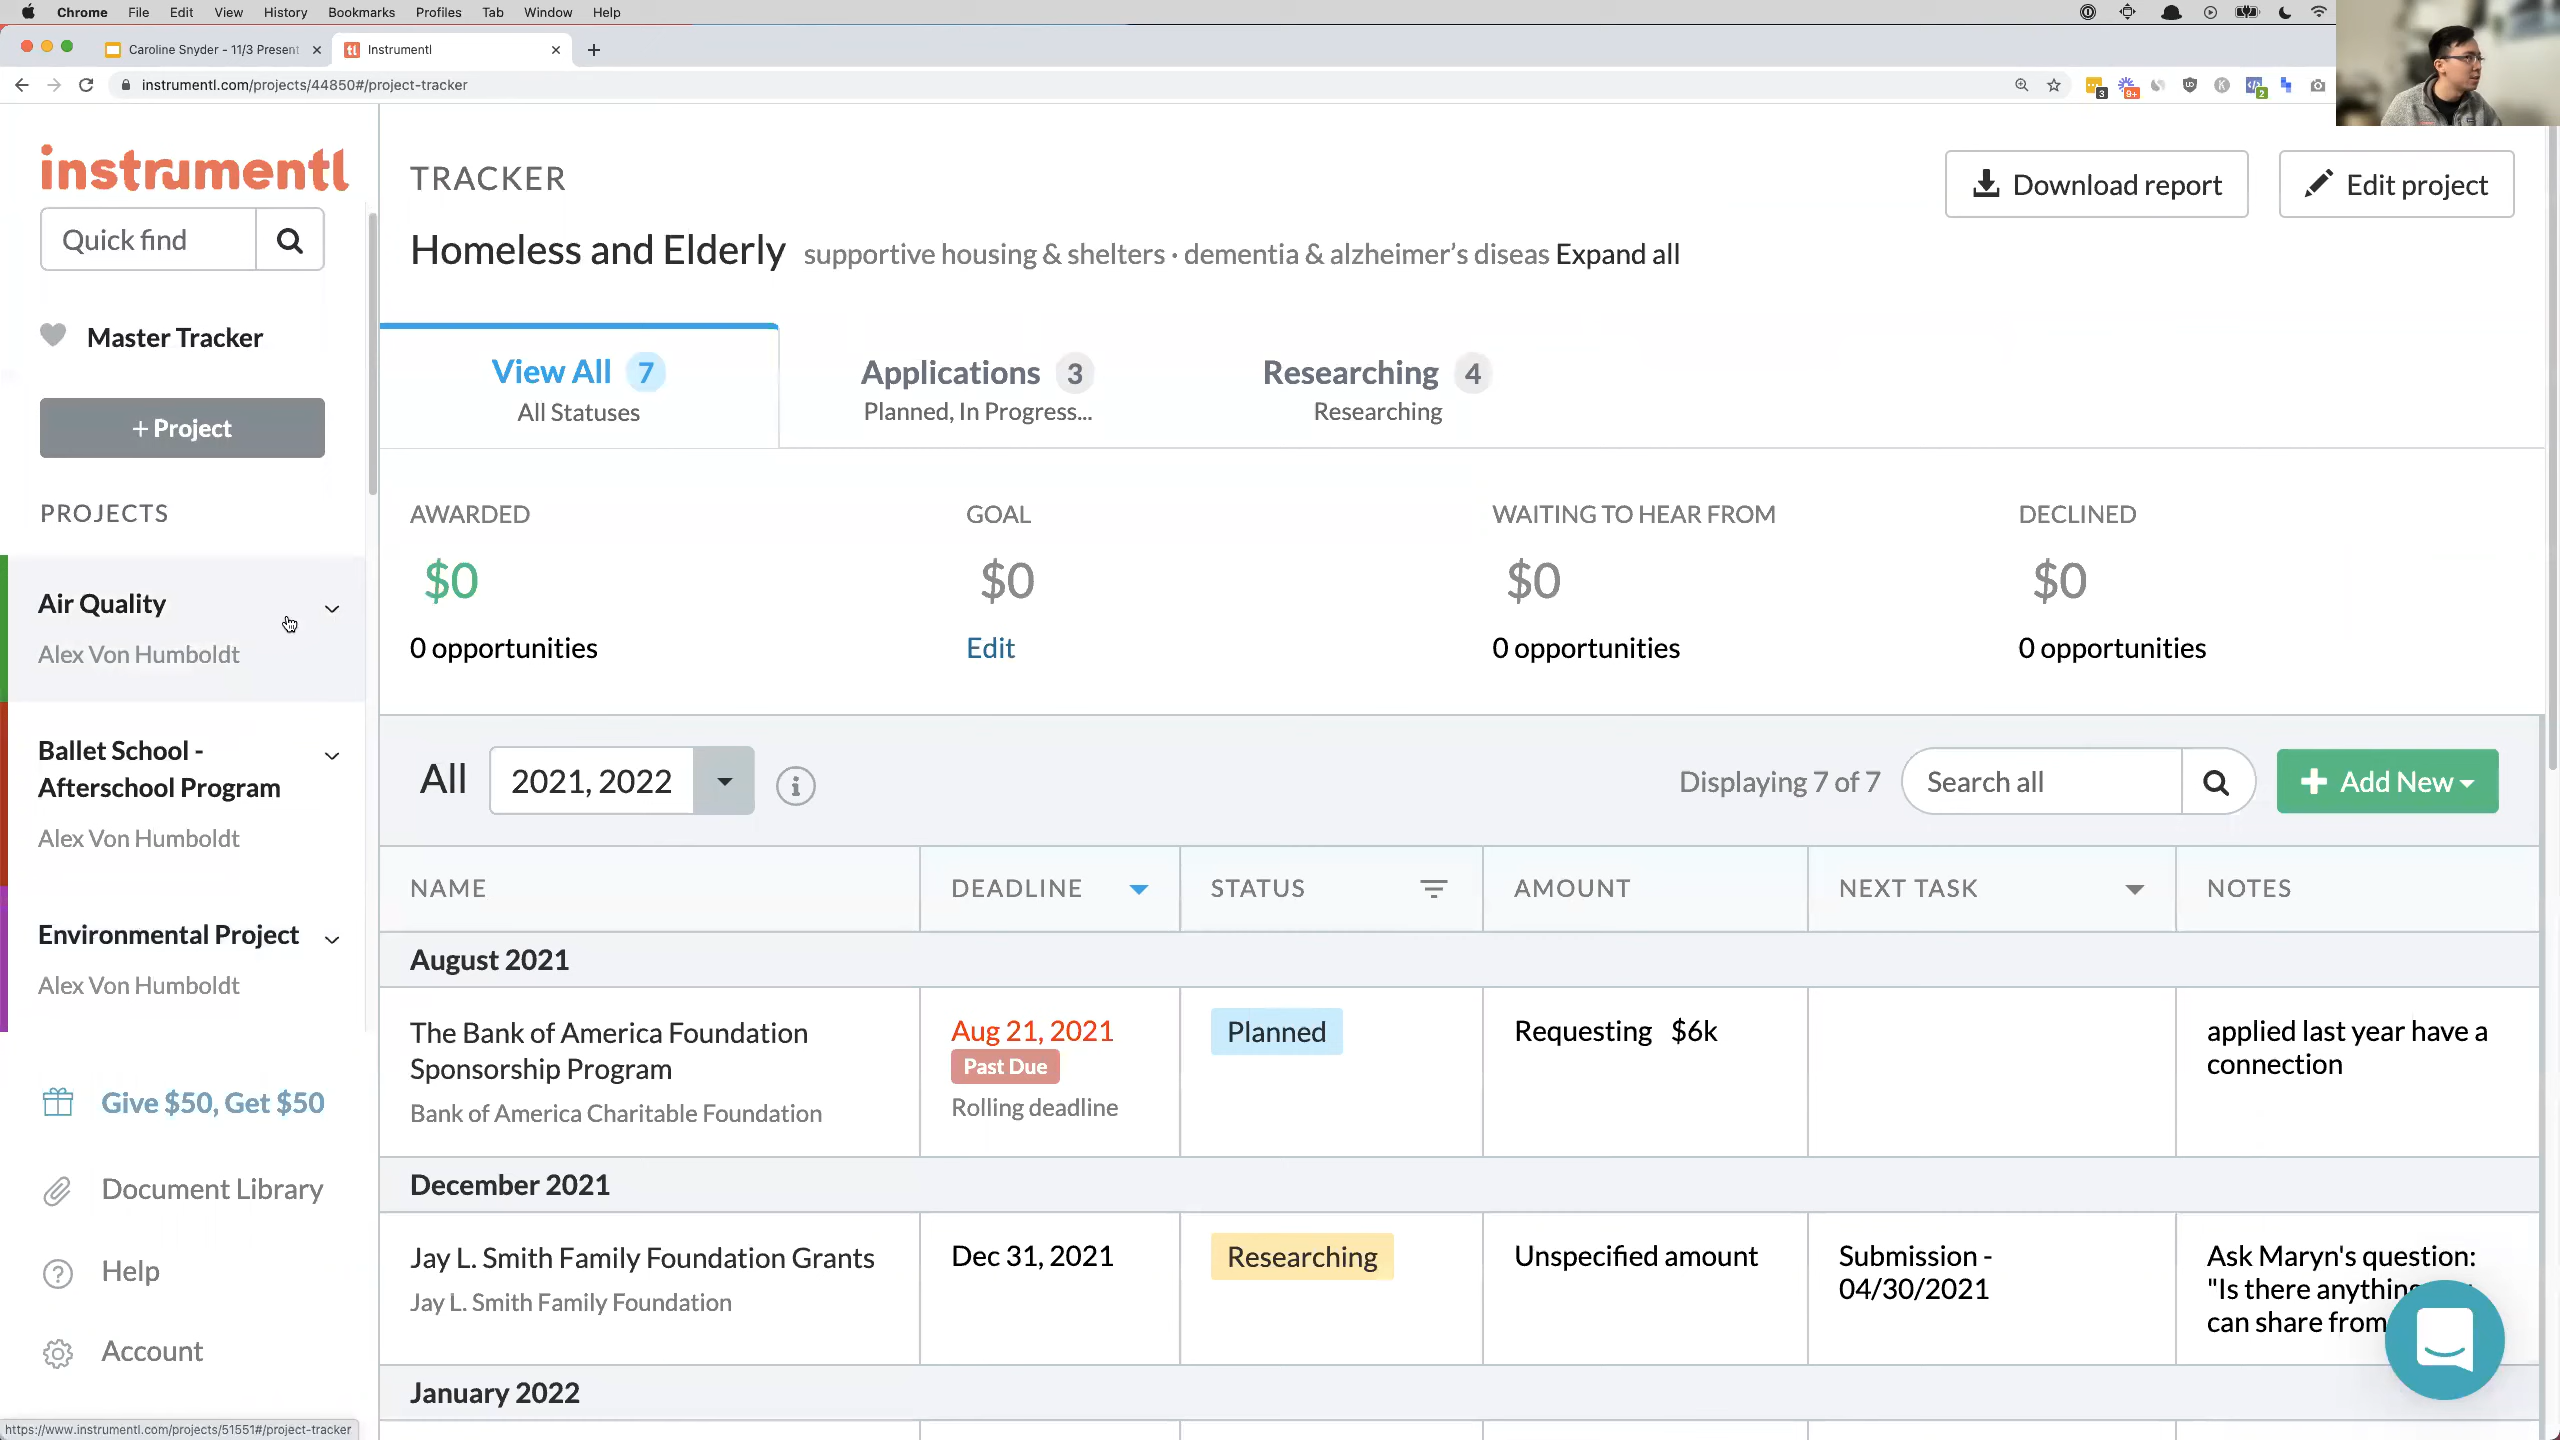 Chrome File Edit View History Bookmarks Profiles Tab Window Help
Caroline Snyder - 11/3 Present
Instrumentl
instrumentl.com/projects/44850#/project-tracker
3
9+
2
instrumentl
Quick find
Master Tracker
+ Project
PROJECTS
Air Quality
Alex Von Humboldt
Ballet School -
Afterschool Program
Alex Von Humboldt
Environmental Project
Alex Von Humboldt
Give $50, Get $50
Document Library
Help
Account
https://www.instrumentl.com/projects/51551#/project-tracker
TRACKER
Download report
Edit project
Homeless and Elderly supportive housing & shelters · dementia & alzheimer's diseas Expand all
View All 7
All Statuses
Applications 3
Planned, In Progress...
Researching 4
Researching
AWARDED
$0
0 opportunities
GOAL
$0
Edit
WAITING TO HEAR FROM
$0
0 opportunities
DECLINED
$0
0 opportunities
All 2021, 2022
Displaying 7 of 7
Search all
Add New
NAME DEADLINE STATUS AMOUNT NEXT TASK NOTES
August 2021
The Bank of America Foundation
Sponsorship Program
Bank of America Charitable Foundation
Aug 21, 2021
Past Due
Rolling deadline
Planned
Requesting $6k
applied last year have a
connection
December 2021
Jay L. Smith Family Foundation Grants
Jay L. Smith Family Foundation
Dec 31, 2021
Researching
Unspecified amount
Submission -
04/30/2021
Ask Maryn's question:
"Is there anything
can share from
January 2022